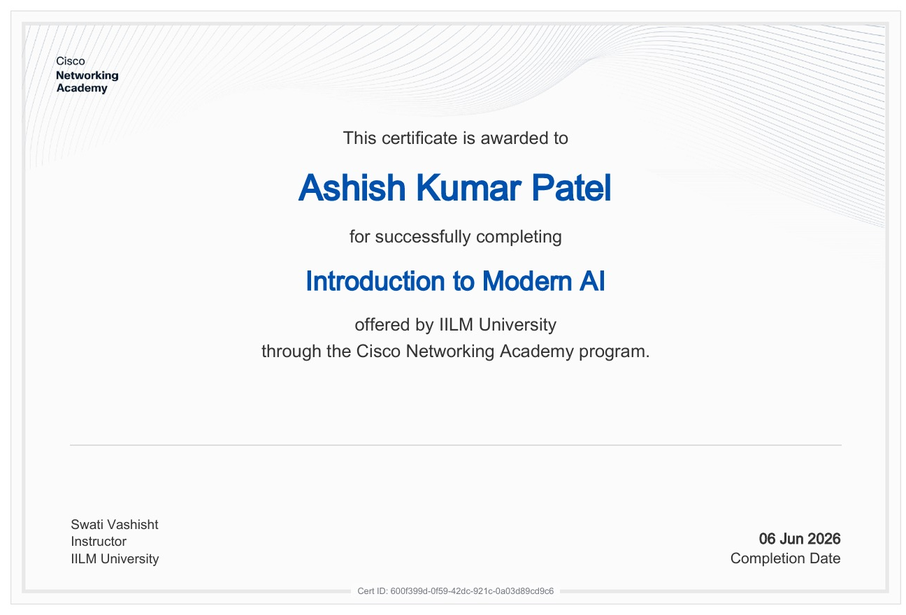 Cisco
Networking
Academy
This certificate is awarded to
Ashish Kumar Patel
for successfully completing
Introduction to Modern AI
offered by IILM University
through the Cisco Networking Academy program.
Swati Vashisht
Instructor
IILM University
06 Jun 2026
Completion Date
Cert ID: 600f399d-0f59-42dc-921c-0a03d89cd9c6